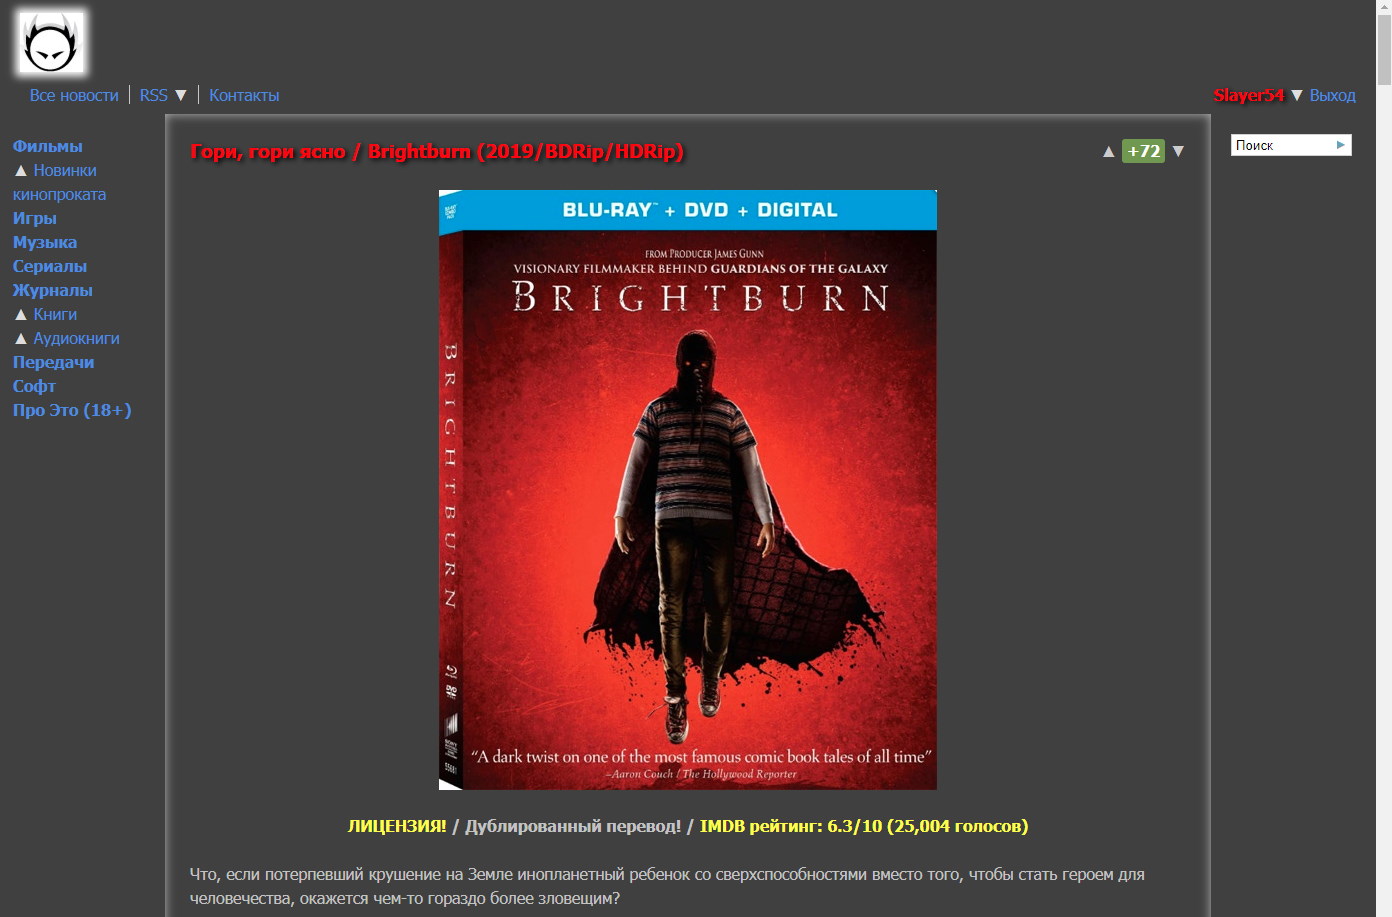 Все новости
RSS ▼
Контакты
Slayer54 ▼ Выход
Фильмы
▲ Новинки
кинопроката
Игры
Музыка
Сериалы
Журналы
▲ Книги
▲ Аудиокниги
Передачи
Софт
Про Это (18+)
Гори, гори ясно / Brightburn (2019/BDRip/HDRip)
▲ +72 ▼
Поиск
BLU-RAY™ + DVD + DIGITAL
FROM PRODUCER JAMES GUNN
VISIONARY FILMMAKER BEHIND GUARDIANS OF THE GALAXY
BRIGHTBURN
BRIGHTBURN
DVD
“A dark twist on one of the most famous comic book tales of all time”
–Aaron Couch / The Hollywood Reporter
ЛИЦЕНЗИЯ! / Дублированный перевод! / IMDB рейтинг: 6.3/10 (25,004 голосов)
Что, если потерпевший крушение на Земле инопланетный ребенок со сверхспособностями вместо того, чтобы стать героем для
человечества, окажется чем-то гораздо более зловещим?